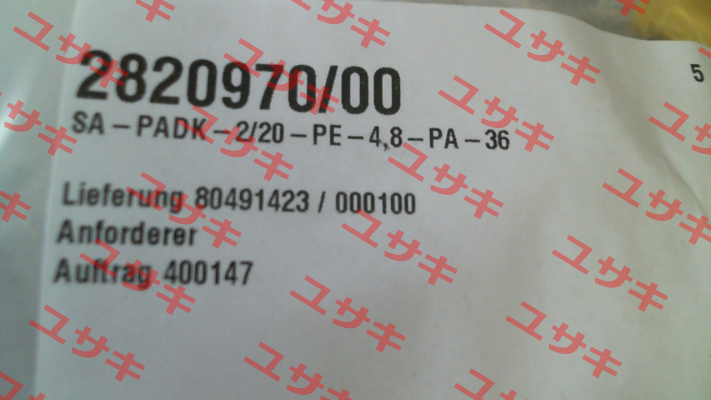 2820970/00
5
SA – PADK – 2/20 – PE – 4,8 – PA – 36
Lieferung 80491423 / 000100
Anforderer
Auftrag 400147
ユサキ